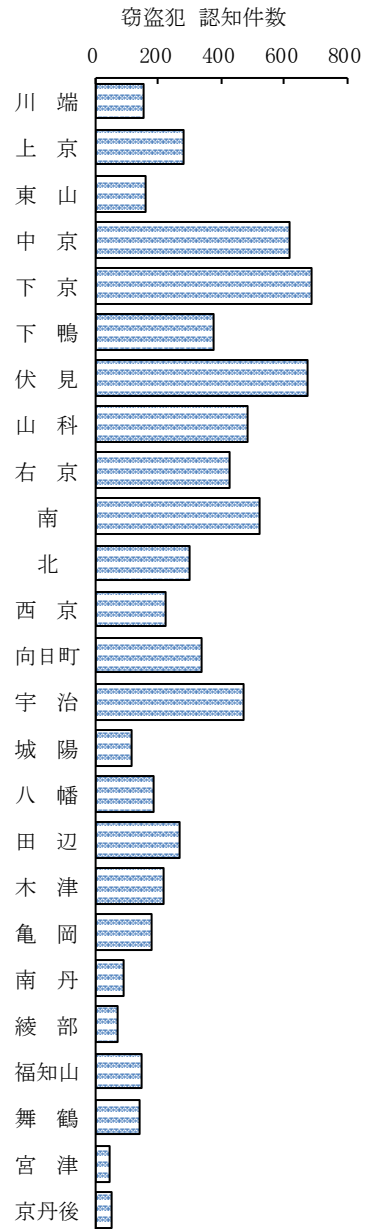 窃盗犯 認知件数
0 200 400 600 800
川 端
上 京
東 山
中 京
下 京
下 鴨
伏 見
山 科
右 京
南
北
西 京
向日町
宇 治
城 陽
八 幡
田 辺
木 津
亀 岡
南 丹
綾 部
福知山
舞 鶴
宮 津
京丹後